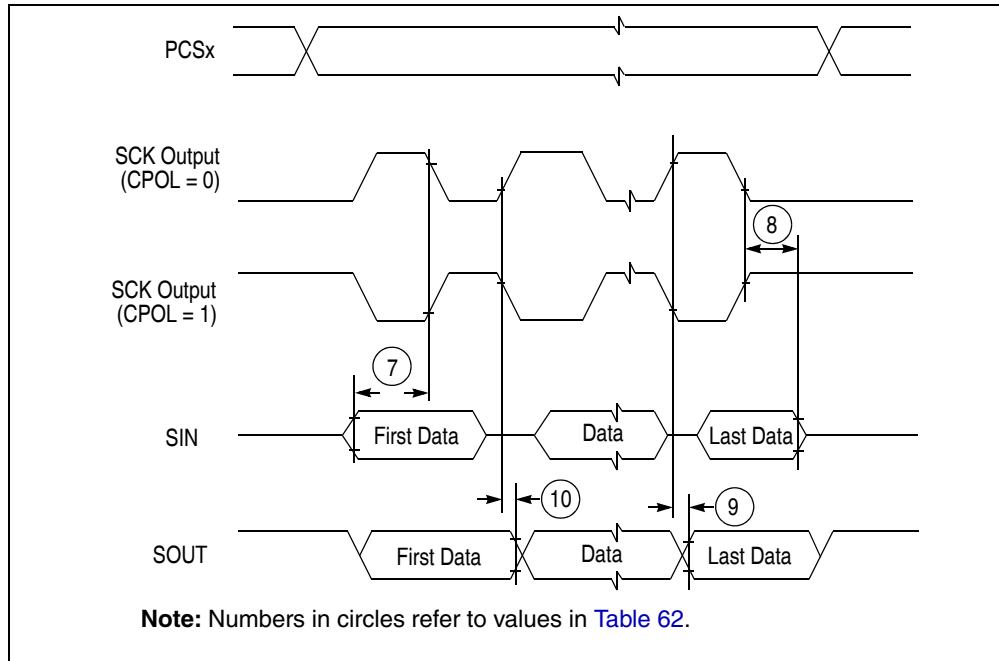 PCSx
SCK Output
(CPOL = 0)
8
SCK Output
(CPOL = 1)
7
SIN
First Data
Data
Last Data
10
9
SOUT
First Data
Data
Last Data
Note: Numbers in circles refer to values in Table 62.